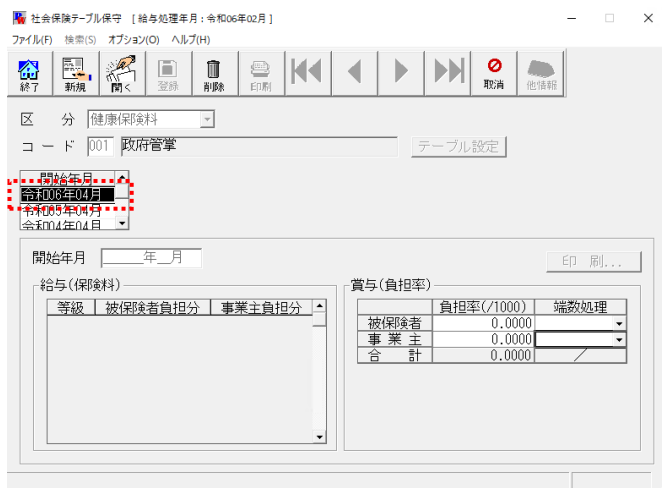 社会保険テーブル保守 [ 給与処理年月 : 令和06年02月 ]
ファイル(F) 検索(S) オプション(O) ヘルプ(H)
終了 新規 開く 登録 削除 印刷 取消 他情報
区 分 健康保険料
コ ー ド 001 政府管掌 テーブル設定
開始年月
令和06年04月
令和05年04月
令和04年04月
開始年月 ____年__月 印 刷...
給与(保険料) 賞与(負担率)
等級 被保険者負担分 事業主負担分 負担率(/1000) 端数処理
被保険者 0.0000
事 業 主 0.0000
合 計 0.0000 /